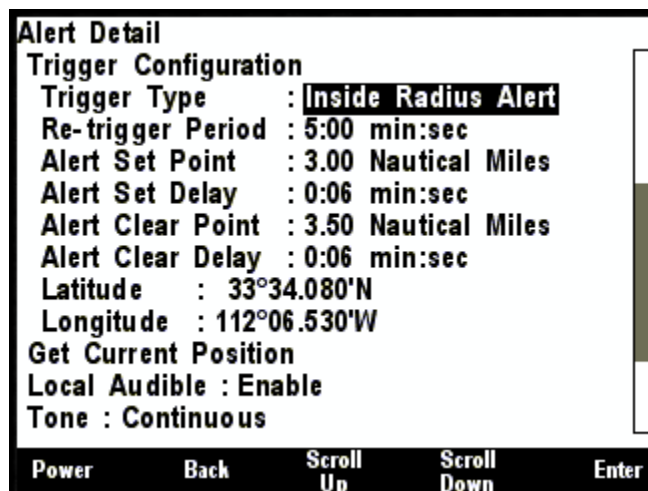 Alert Detail
Trigger Configuration
Trigger Type : Inside Radius Alert
Re-trigger Period : 5:00 min:sec
Alert Set Point : 3.00 Nautical Miles
Alert Set Delay : 0:06 min:sec
Alert Clear Point : 3.50 Nautical Miles
Alert Clear Delay : 0:06 min:sec
Latitude : 33°34.080'N
Longitude : 112°06.530'W
Get Current Position
Local Audible : Enable
Tone : Continuous
Power Back Scroll Up Scroll Down Enter